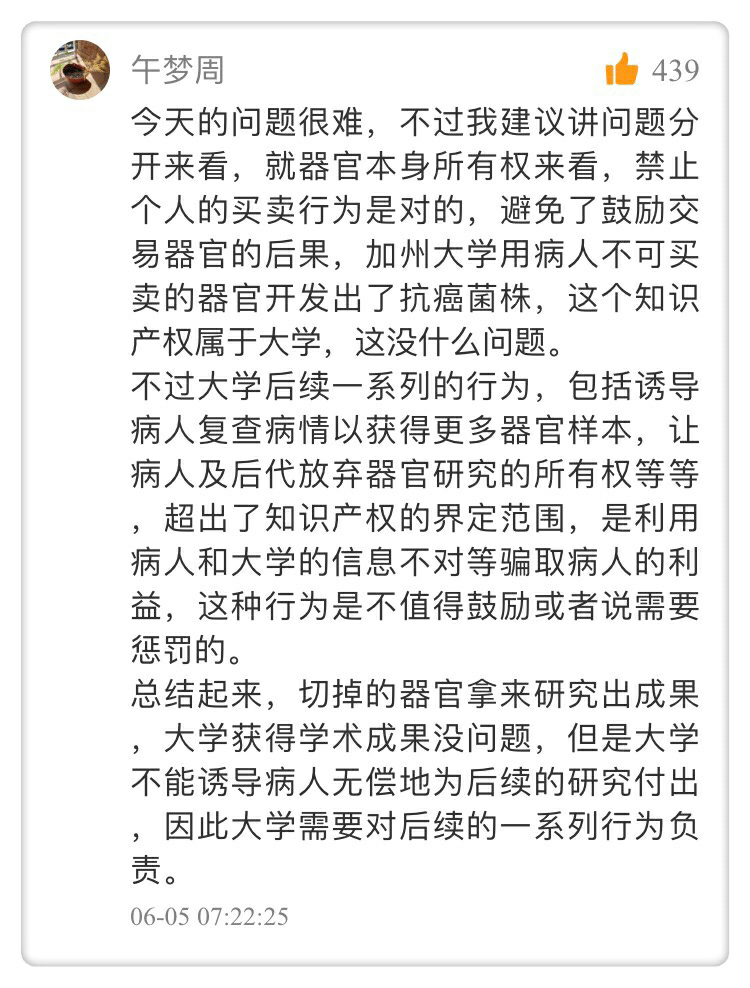 午梦周
439
今天的问题很难，不过我建议讲问题分
开来看，就器官本身所有权来看，禁止
个人的买卖行为是对的，避免了鼓励交
易器官的后果，加州大学用病人不可买
卖的器官开发出了抗癌菌株，这个知识
产权属于大学，这没什么问题。
不过大学后续一系列的行为，包括诱导
病人复查病情以获得更多器官样本，让
病人及后代放弃器官研究的所有权等等
，超出了知识产权的界定范围，是利用
病人和大学的信息不对等骗取病人的利
益，这种行为是不值得鼓励或者说需要
惩罚的。
总结起来，切掉的器官拿来研究出成果
，大学获得学术成果没问题，但是大学
不能诱导病人无偿地为后续的研究付出
，因此大学需要对后续的一系列行为负
责。
06-05 07:22:25